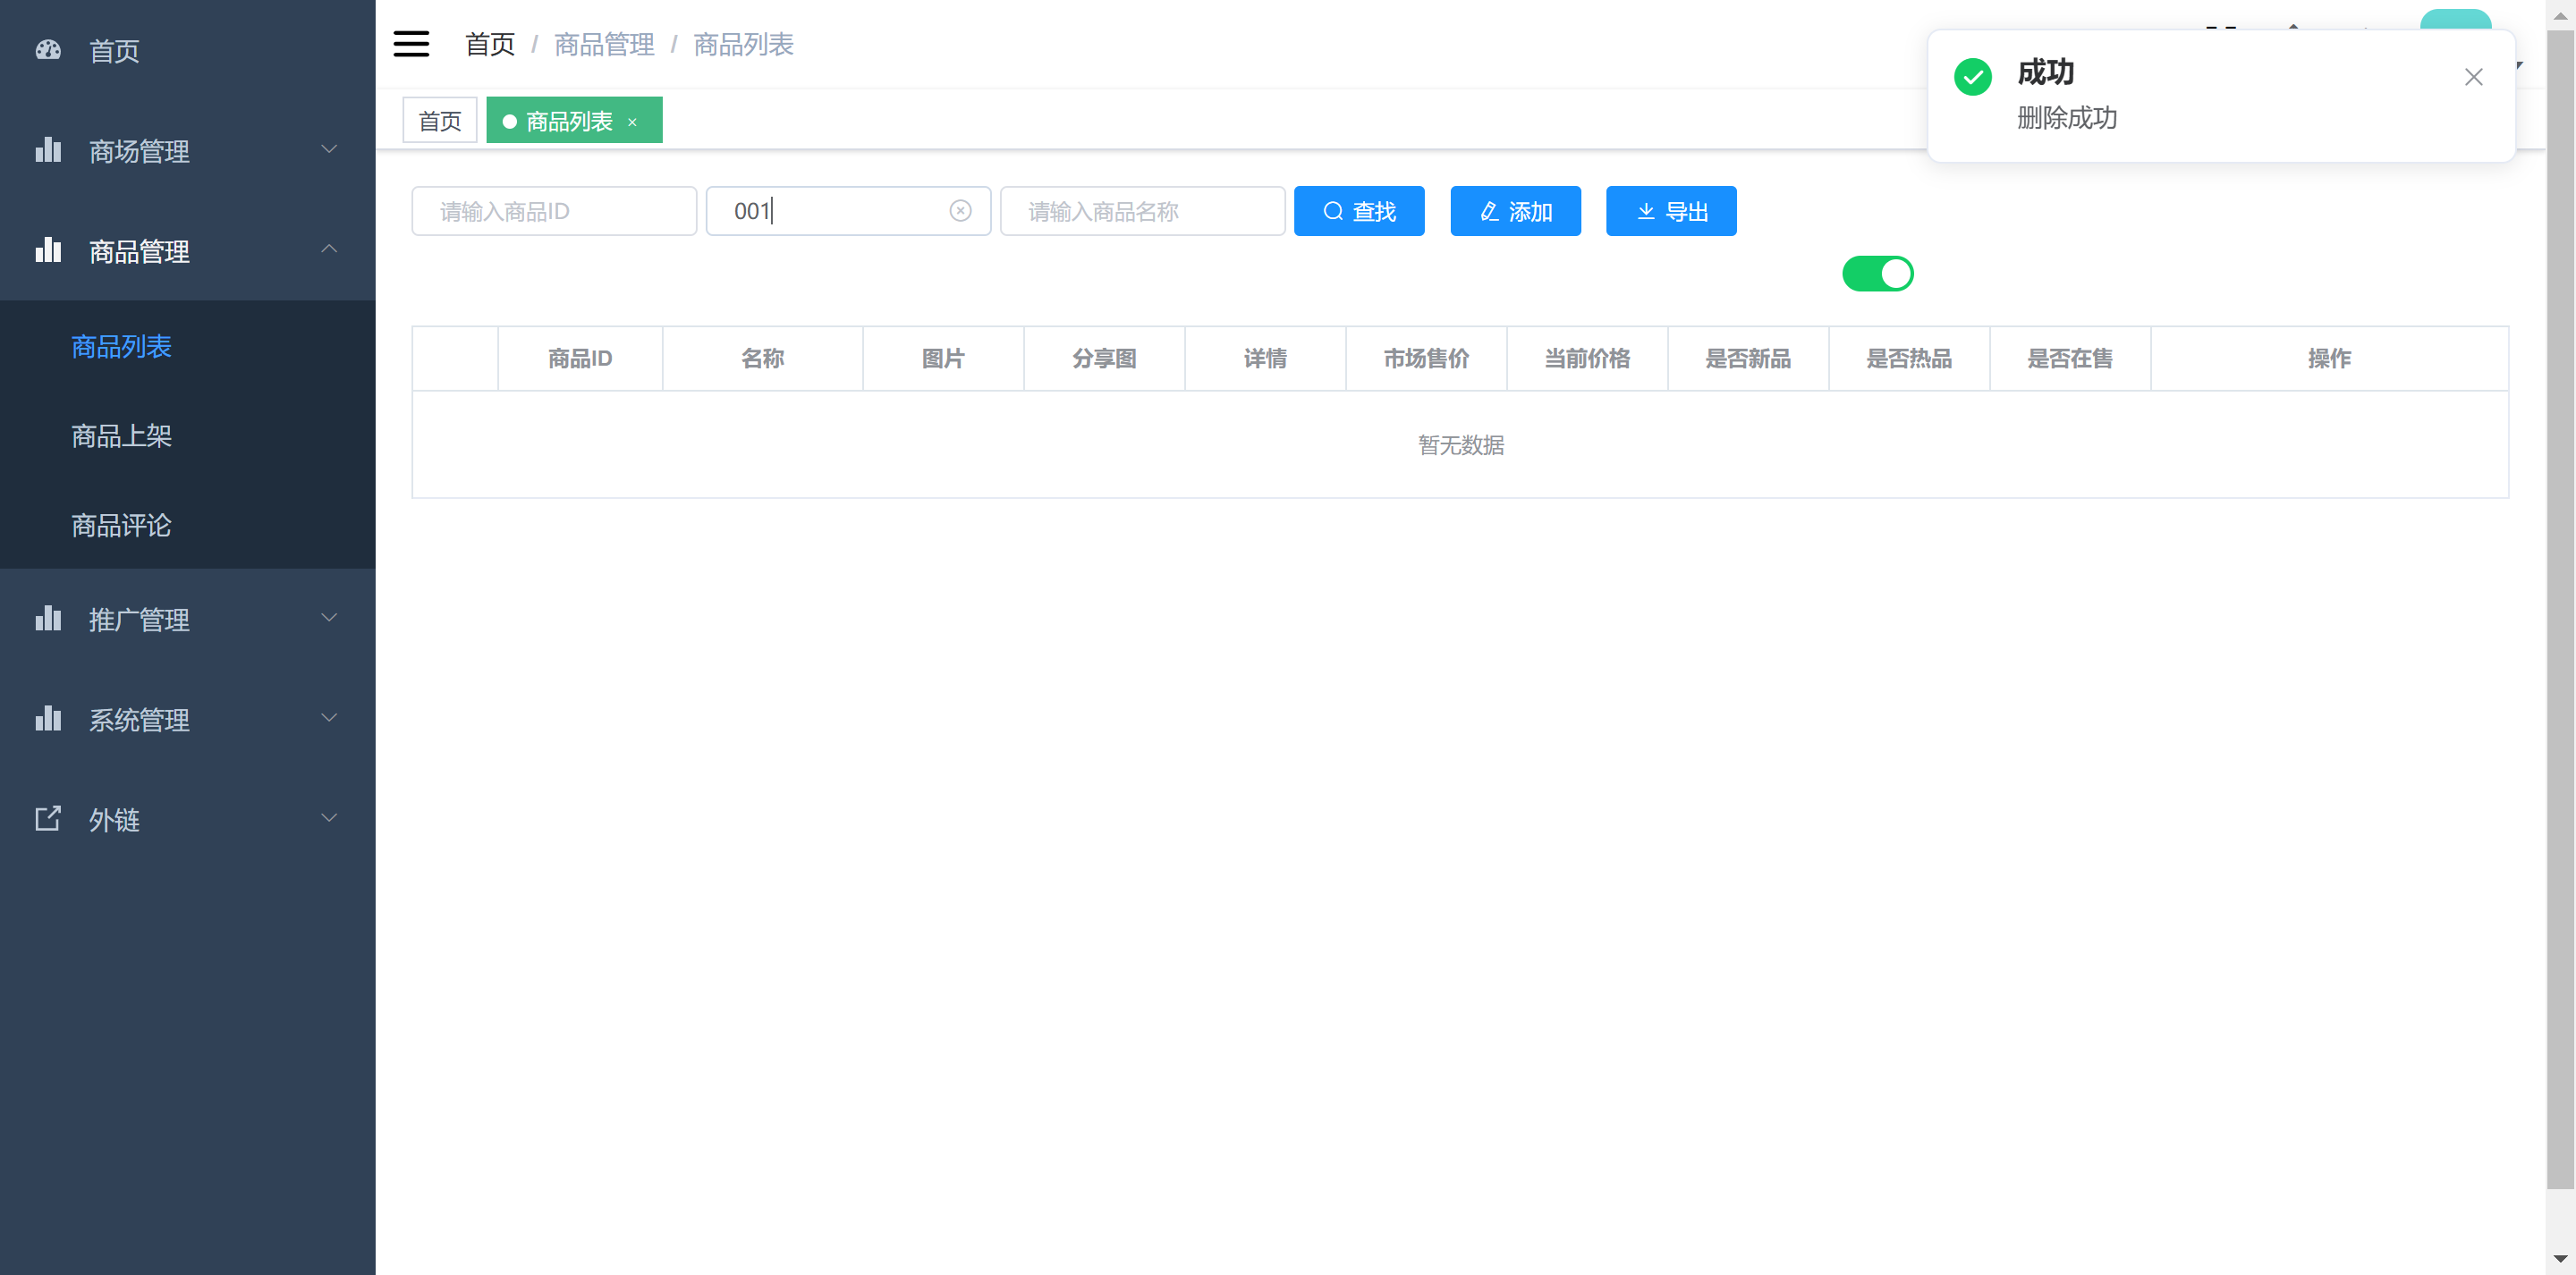 首页
商场管理
商品管理
商品列表
商品上架
商品评论
推广管理
系统管理
外链
首页 / 商品管理 / 商品列表
首页
商品列表 ×
成功
删除成功
请输入商品ID
001
请输入商品名称
查找
添加
导出
商品ID 名称 图片 分享图 详情 市场售价 当前价格 是否新品 是否热品 是否在售 操作
暂无数据